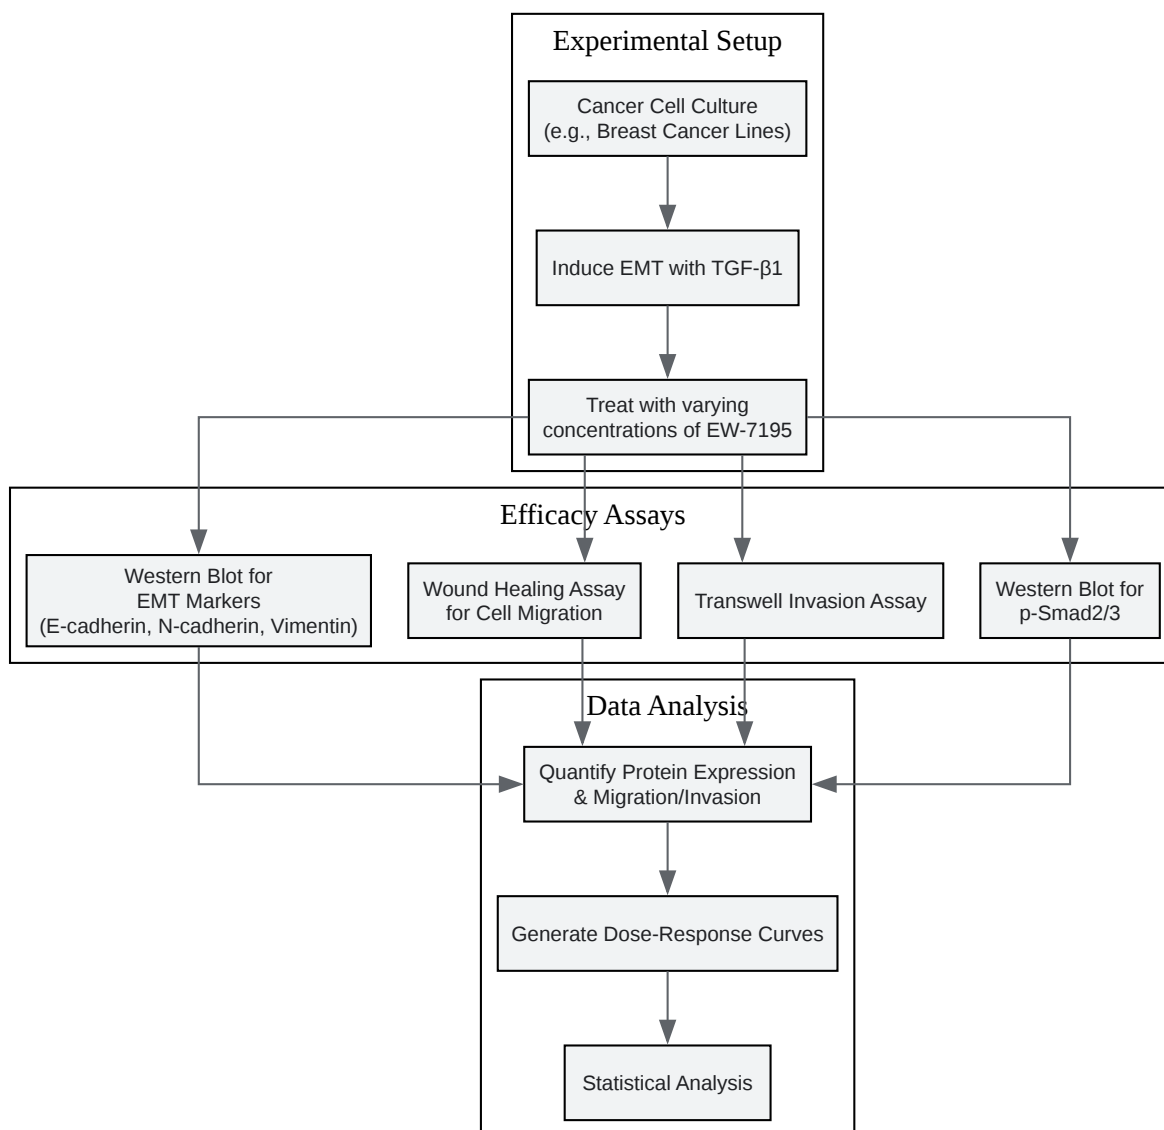 Experimental Setup
Cancer Cell Culture
(e.g., Breast Cancer Lines)
Induce EMT with TGF-β1
Treat with varying
concentrations of EW-7195
Efficacy Assays
Western Blot for
EMT Markers
(E-cadherin, N-cadherin, Vimentin)
Wound Healing Assay
for Cell Migration
Transwell Invasion Assay
Western Blot for
p-Smad2/3
Data Analysis
Quantify Protein Expression
& Migration/Invasion
Generate Dose-Response Curves
Statistical Analysis